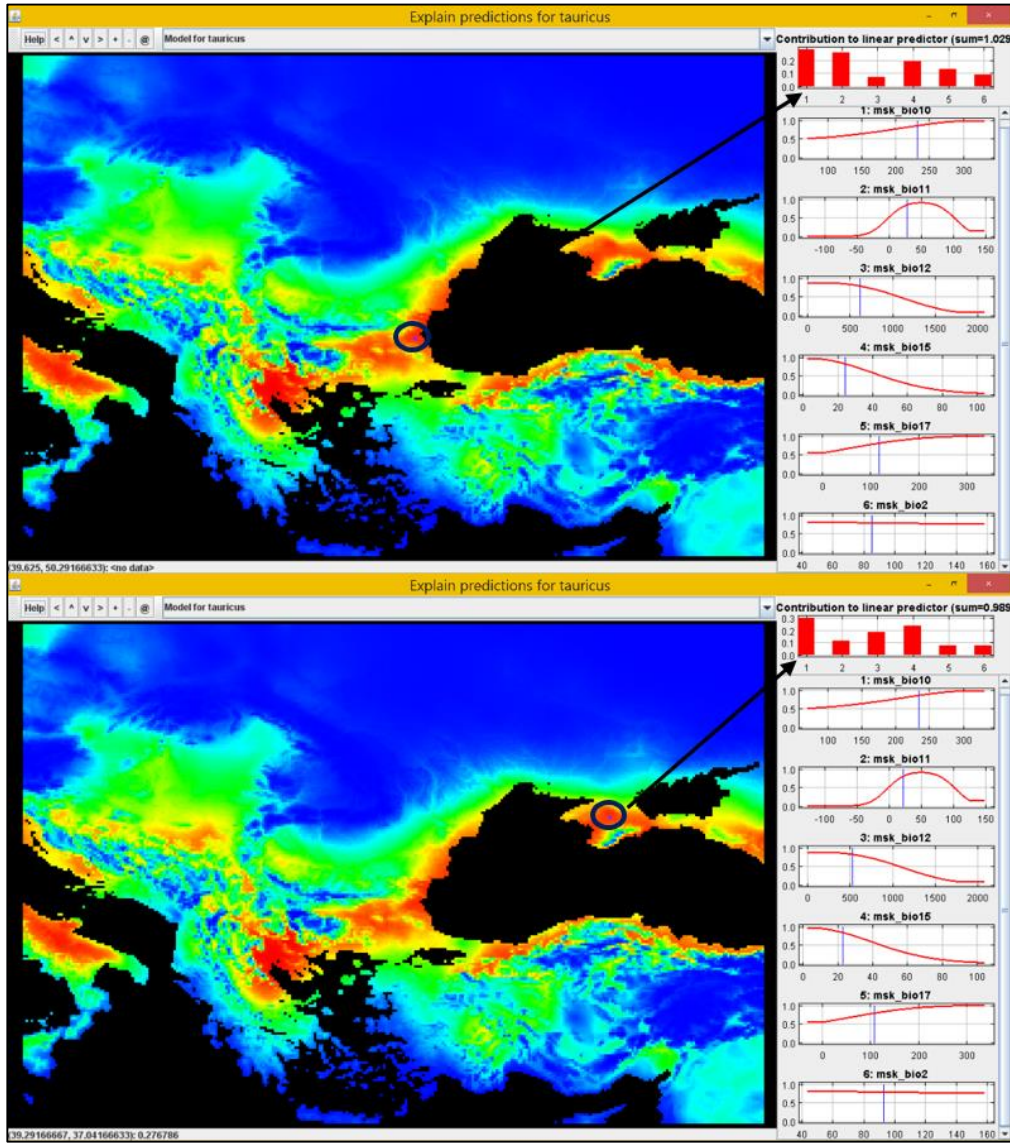 Explain predictions for tauricus
Help < ^ v > + - @ Model for tauricus
Contribution to linear predictor (sum=1.029
0.2
0.1
0.0
1 2 3 4 5 6
1: msk_bio10
1.0
0.5
0.0
100 150 200 250 300
2: msk_bio11
1.0
0.5
0.0
-100 -50 0 50 100 150
3: msk_bio12
1.0
0.5
0.0
0 500 1000 1500 2000
4: msk_bio15
1.0
0.5
0.0
0 20 40 60 80 100
5: msk_bio17
1.0
0.5
0.0
0 100 200 300
6: msk_bio2
1.0
0.5
0.0
40 60 80 100 120 140 160
(39.625, 50.29166633): <no data>
Explain predictions for tauricus
Help < ^ v > + - @ Model for tauricus
Contribution to linear predictor (sum=0.989
0.3
0.2
0.1
0.0
1 2 3 4 5 6
1: msk_bio10
1.0
0.5
0.0
100 150 200 250 300
2: msk_bio11
1.0
0.5
0.0
-100 -50 0 50 100 150
3: msk_bio12
1.0
0.5
0.0
0 500 1000 1500 2000
4: msk_bio15
1.0
0.5
0.0
0 20 40 60 80 100
5: msk_bio17
1.0
0.5
0.0
0 100 200 300
6: msk_bio2
1.0
0.5
0.0
40 60 80 100 120 140 160
(39.29166667, 37.04166633): 0.276786